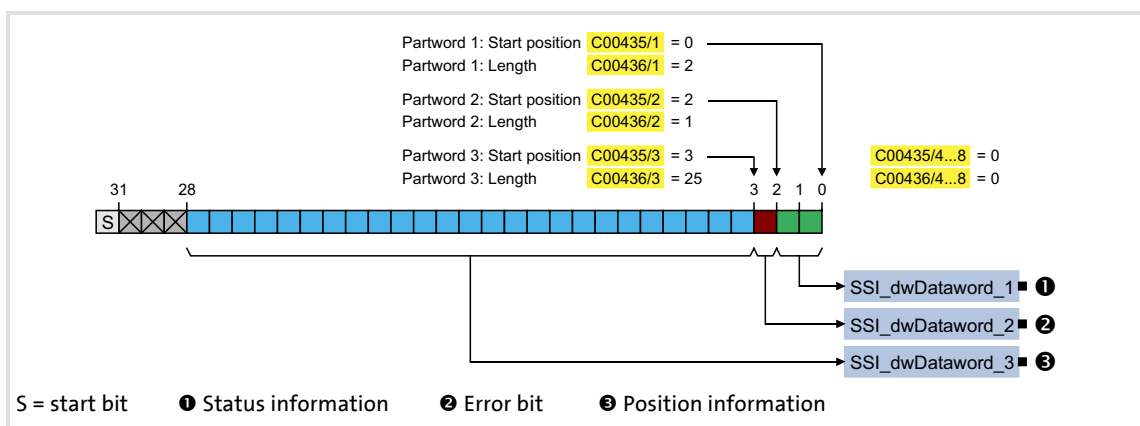 Partword 1: Start position C00435/1 = 0
Partword 1: Length C00436/1 = 2
Partword 2: Start position C00435/2 = 2
Partword 2: Length C00436/2 = 1
Partword 3: Start position C00435/3 = 3 C00435/4...8 = 0
Partword 3: Length C00436/3 = 25 C00436/4...8 = 0
31 28 3 2 1 0
S
SSI_dwDataword_1 ❶
SSI_dwDataword_2 ❷
SSI_dwDataword_3 ❸
S = start bit ❶ Status information ❷ Error bit ❸ Position information